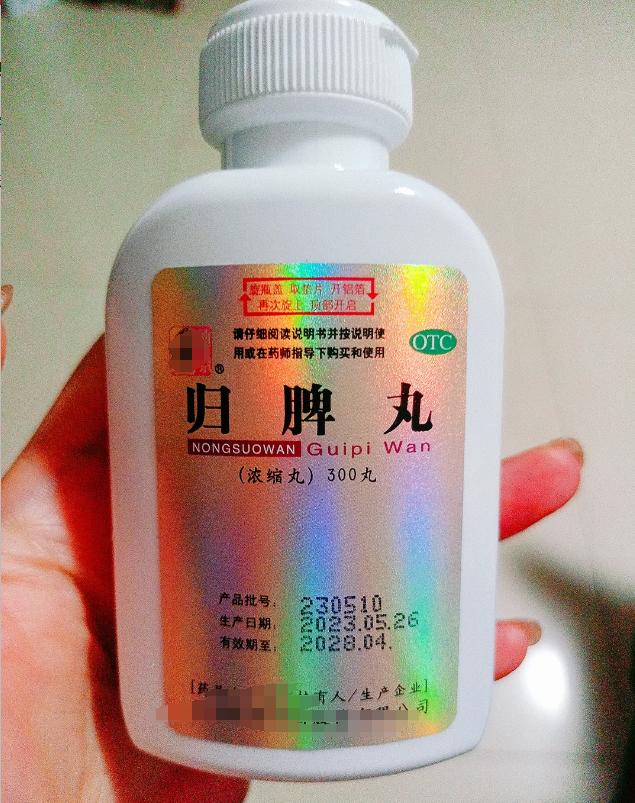 旋瓶盖 取垫片 开铝箔
再次旋上 顶部开启
请仔细阅读说明书并按说明使
用或在药师指导下购买和使用
OTC
®
归脾丸
NONGSUOWAN Guipi Wan
(浓缩丸) 300丸
产品批号: 230510
生产日期: 2023.05.26
有效期至: 2028.04.
[药 有人/生产企业]
限公司